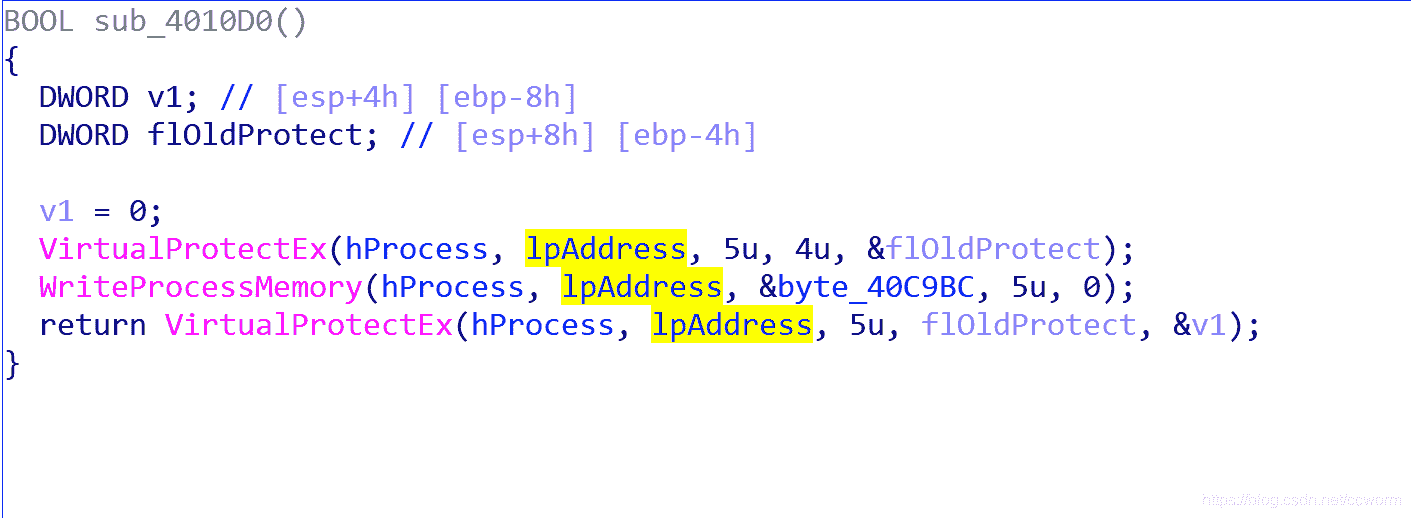 BOOL sub_4010D0()
{
DWORD v1; // [esp+4h] [ebp-8h]
DWORD flOldProtect; // [esp+8h] [ebp-4h]
v1 = 0;
VirtualProtectEx(hProcess, lpAddress, 5u, 4u, &flOldProtect);
WriteProcessMemory(hProcess, lpAddress, &byte_40C9BC, 5u, 0);
return VirtualProtectEx(hProcess, lpAddress, 5u, flOldProtect, &v1);
}
https://blog.csdn.net/ccworm